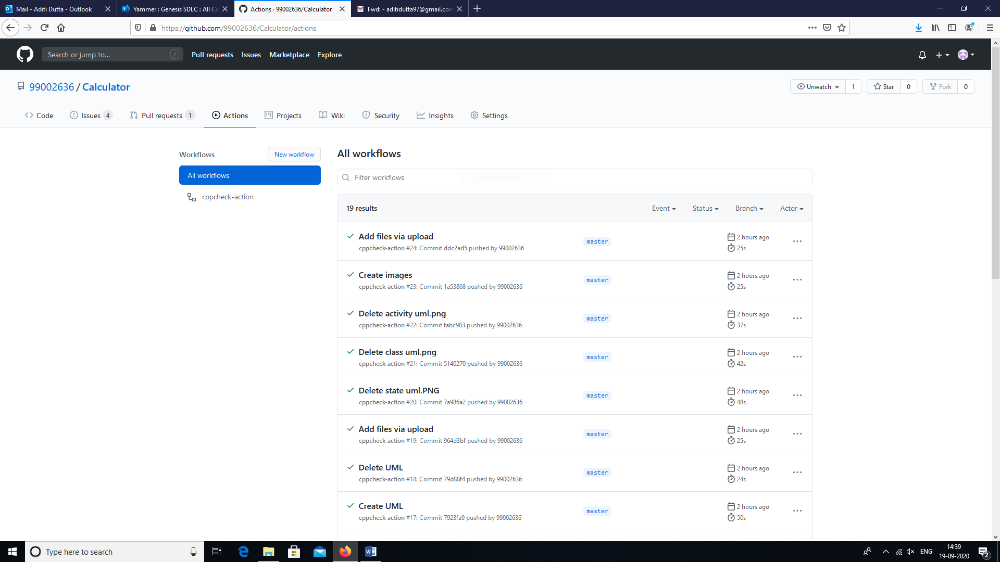 Mail - Aditi Dutta - Outlook
Yammer : Genesis SDLC : All Co
Actions · 99002636/Calculator
Fwd: - aditidutta97@gmail.com
https://github.com/99002636/Calculator/actions
Search or jump to...
/
Pull requests
Issues
Marketplace
Explore
99002636 / Calculator
Unwatch
1
Star
0
Fork
0
Code
Issues 4
Pull requests 1
Actions
Projects
Wiki
Security
Insights
Settings
Workflows
New workflow
All workflows
cppcheck-action
All workflows
Filter workflows
19 results
Event
Status
Branch
Actor
Add files via upload
cppcheck-action #24: Commit ddc2ad5 pushed by 99002636
master
2 hours ago
25s
Create images
cppcheck-action #23: Commit 1a53868 pushed by 99002636
master
2 hours ago
25s
Delete activity uml.png
cppcheck-action #22: Commit fabc983 pushed by 99002636
master
2 hours ago
37s
Delete class uml.png
cppcheck-action #21: Commit 5140270 pushed by 99002636
master
2 hours ago
42s
Delete state uml.PNG
cppcheck-action #20: Commit 7a986a2 pushed by 99002636
master
2 hours ago
48s
Add files via upload
cppcheck-action #19: Commit 964d3bf pushed by 99002636
master
2 hours ago
25s
Delete UML
cppcheck-action #18: Commit 79d88f4 pushed by 99002636
master
2 hours ago
24s
Create UML
cppcheck-action #17: Commit 7923fa9 pushed by 99002636
master
2 hours ago
50s
Type here to search
ENG
14:39
19-09-2020
2